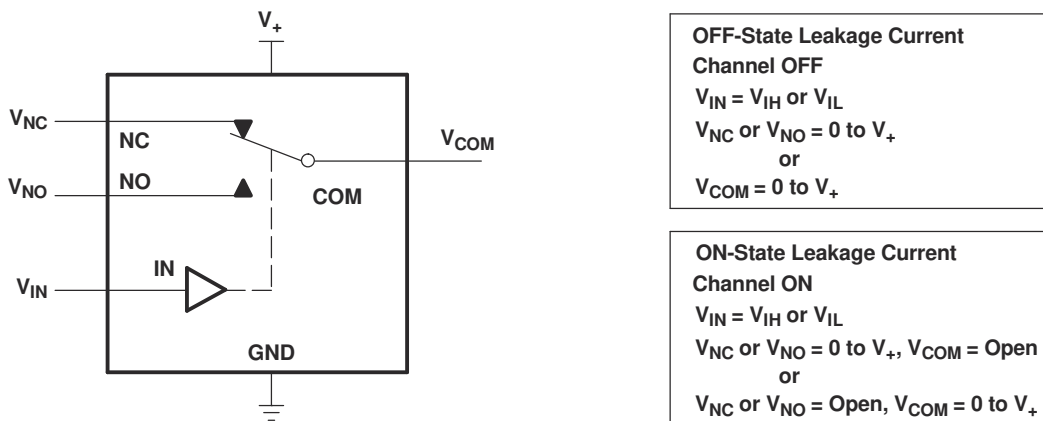 V+
VNC
NC
VCOM
VNO
NO
COM
IN
VIN
GND
OFF-State Leakage Current
Channel OFF
VIN = VIH or VIL
VNC or VNO = 0 to V+
or
VCOM = 0 to V+
ON-State Leakage Current
Channel ON
VIN = VIH or VIL
VNC or VNO = 0 to V+, VCOM = Open
or
VNC or VNO = Open, VCOM = 0 to V+